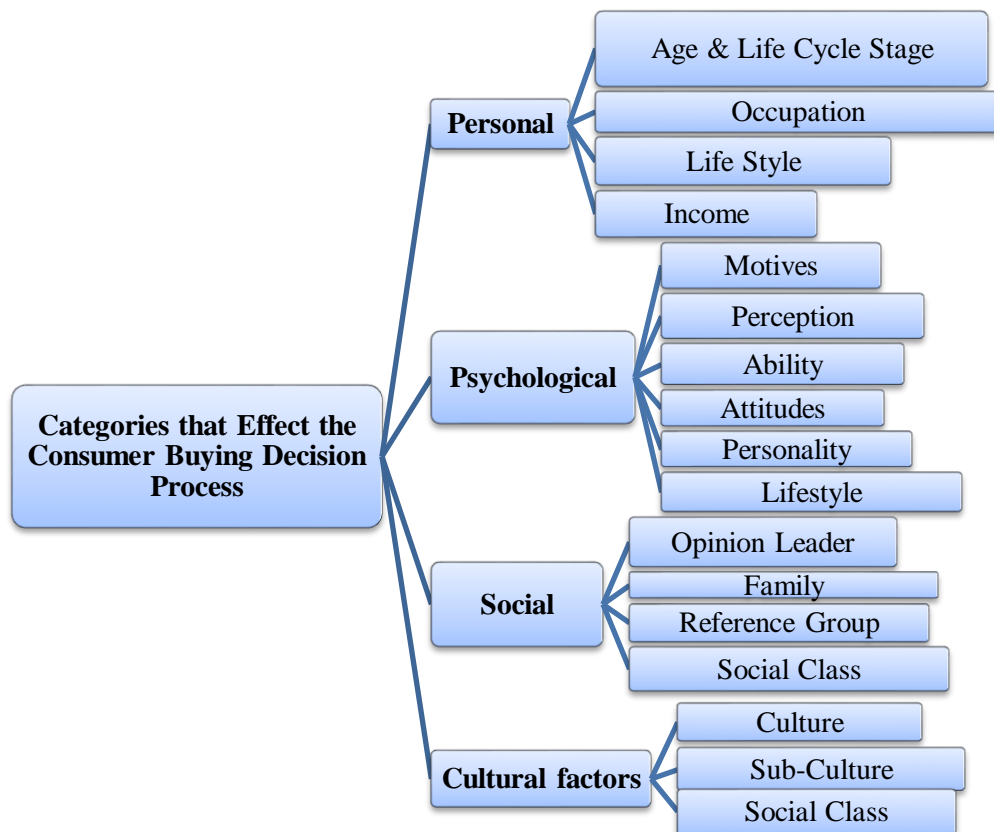 Categories that Effect the
Consumer Buying Decision
Process
Personal
Age & Life Cycle Stage
Occupation
Life Style
Income
Psychological
Motives
Perception
Ability
Attitudes
Personality
Lifestyle
Social
Opinion Leader
Family
Reference Group
Social Class
Cultural factors
Culture
Sub-Culture
Social Class